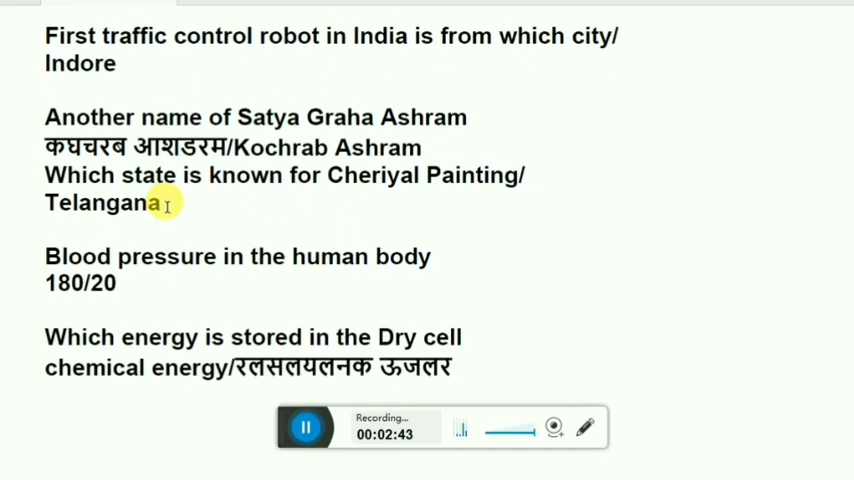 First traffic control robot in India is from which city/
Indore
Another name of Satya Graha Ashram
कघचरब आशडरम/Kochrab Ashram
Which state is known for Cheriyal Painting/
Telangana
Blood pressure in the human body
180/20
Which energy is stored in the Dry cell
chemical energy/रलसलयलनक ऊजलर
Recording...
00:02:43